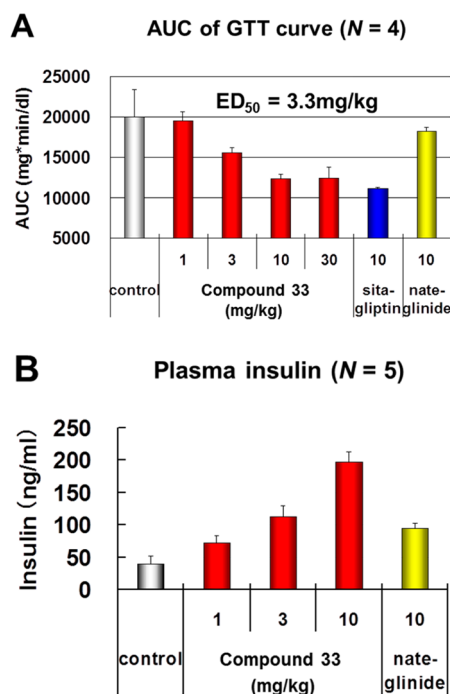 A
AUC of GTT curve (N = 4)
AUC (mg*min/dl)
25000
20000
15000
10000
5000
ED50 = 3.3mg/kg
1 3 10 30 10 10
control Compound 33 (mg/kg) sita-gliptin nate-glinide
B
Plasma insulin (N = 5)
Insulin (ng/ml)
250
200
150
100
50
0
1 3 10 10
control Compound 33 (mg/kg) nate-glinide